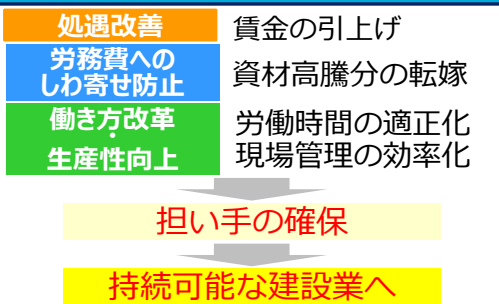 処遇改善
賃金の引上げ
労務費への
しわ寄せ防止
資材高騰分の転嫁
働き方改革
・
生産性向上
労働時間の適正化
現場管理の効率化
担い手の確保
持続可能な建設業へ